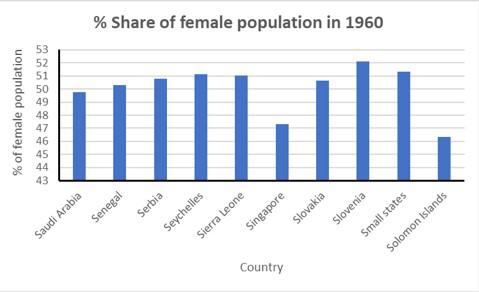 % Share of female population in 1960
% of female population
53
52
51
50
49
48
47
46
45
44
43
Saudi Arabia
Senegal
Serbia
Seychelles
Sierra Leone
Singapore
Slovakia
Slovenia
Small states
Solomon Islands
Country